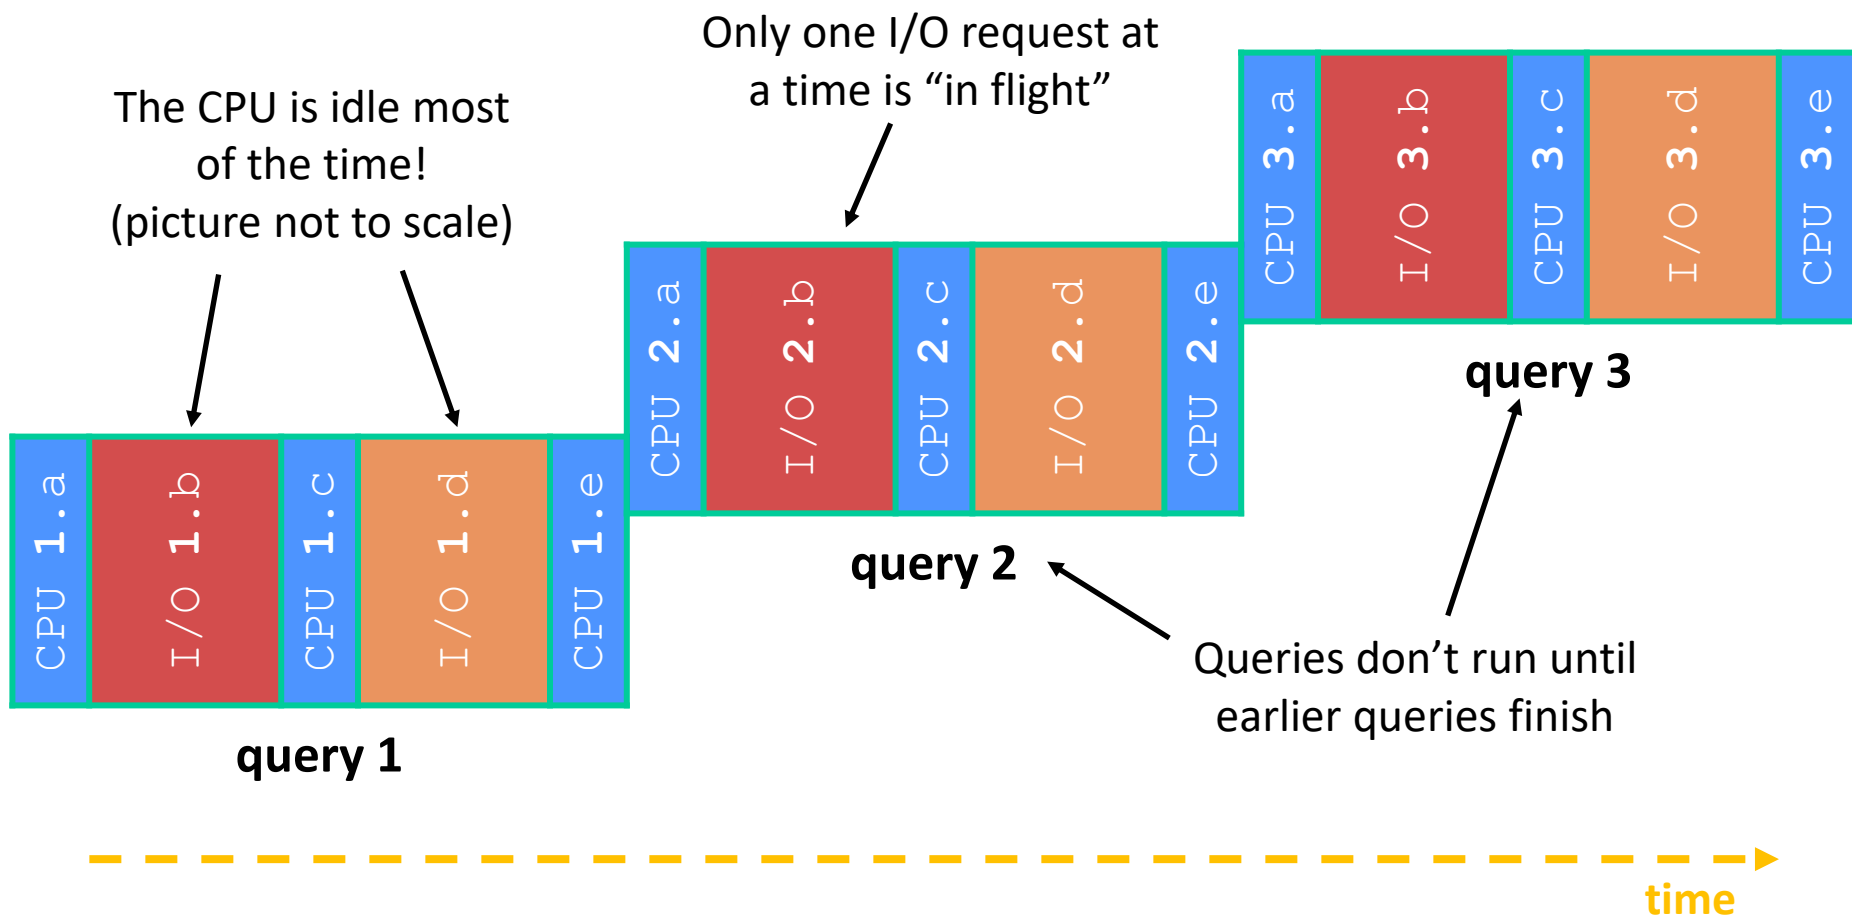 The CPU is idle most
of the time!
(picture not to scale)
Only one I/O request at
a time is “in flight”
CPU 1.a
I/O 1.b
CPU 1.c
I/O 1.d
CPU 1.e
query 1
CPU 2.a
I/O 2.b
CPU 2.c
I/O 2.d
CPU 2.e
query 2
CPU 3.a
I/O 3.b
CPU 3.c
I/O 3.d
CPU 3.e
query 3
Queries don’t run until
earlier queries finish
time